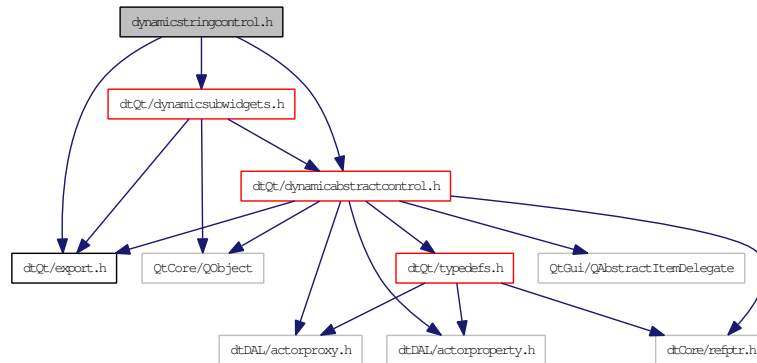 dynamicstringcontrol.h
dtQt/dynamicsubwidgets.h
dtQt/dynamicabstractcontrol.h
dtQt/export.h
QtCore/QObject
dtQt/typedefs.h
QtGui/QAbstractItemDelegate
dtDAL/actorproxy.h
dtDAL/actorproperty.h
dtCore/refptr.h